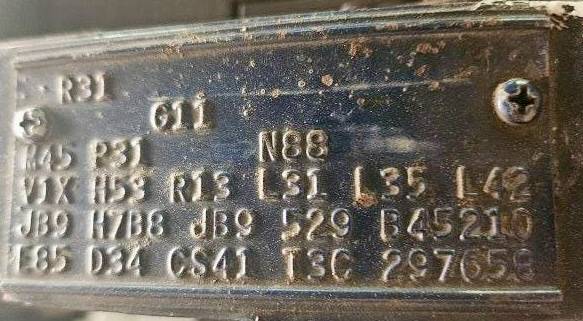 R31
G11
M45 P31 N88
V1X H53 R13 L31 L35 L42
JB9 H7B8 JB9 529 B45210
E85 D34 CS41 T3C 297658